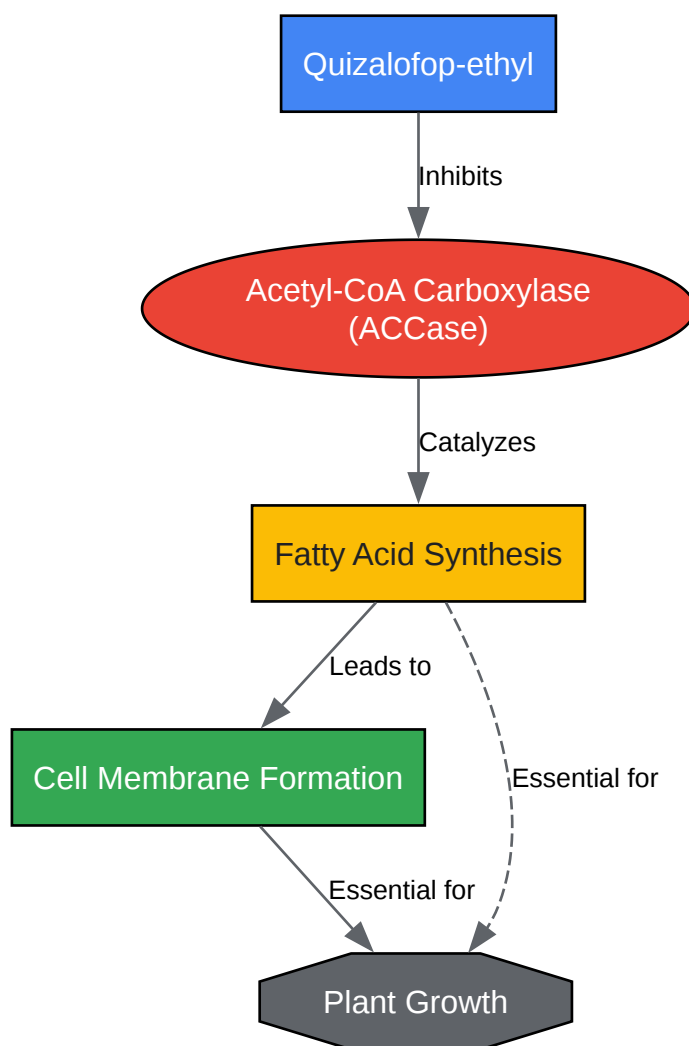 Quizalofop-ethyl
Inhibits
Acetyl-CoA Carboxylase
(ACCase)
Catalyzes
Fatty Acid Synthesis
Leads to
Cell Membrane Formation
Essential for
Essential for
Plant Growth